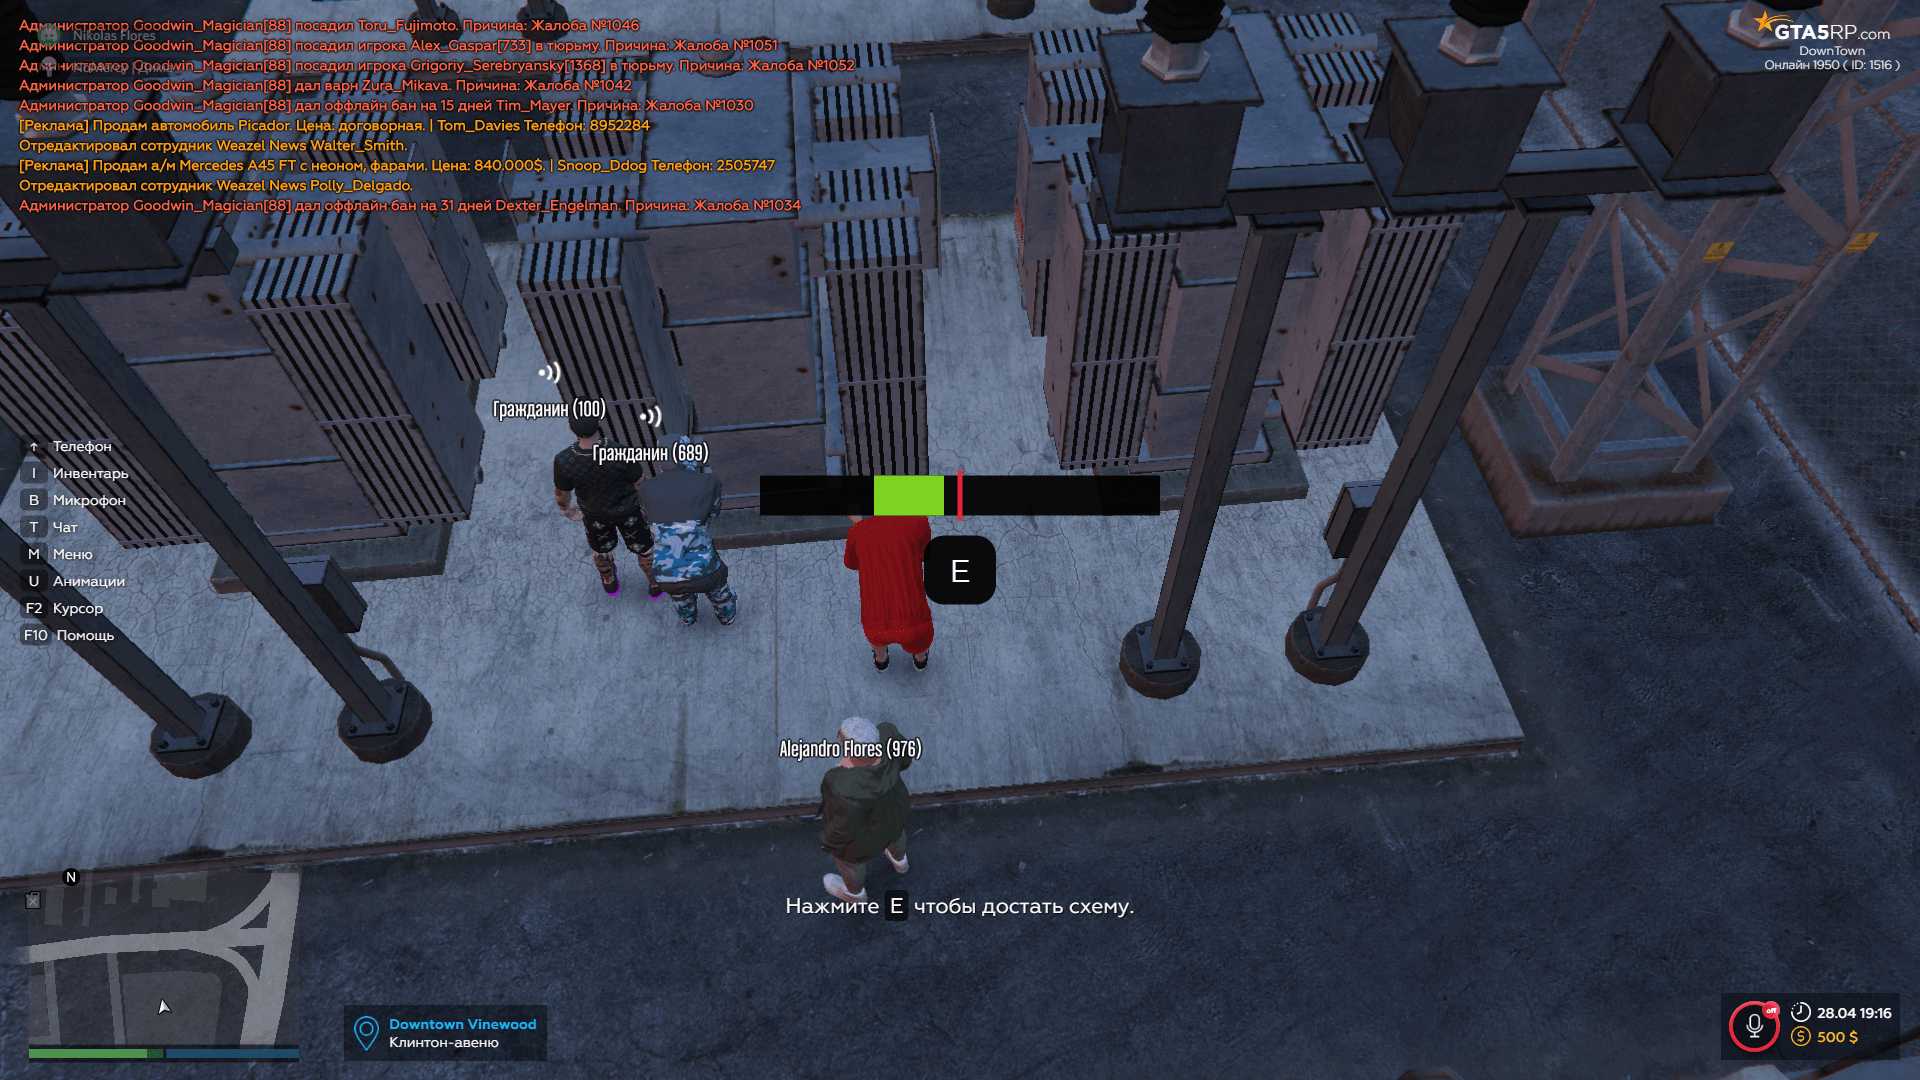 Администратор Goodwin_Magician[88] посадил Toru_Fujimoto. Причина: Жалоба №1046
Nikolas Flores
Администратор Goodwin_Magician[88] посадил игрока Alex_Gaspar[733] в тюрьму. Причина: Жалоба №1051
Администратор Goodwin_Magician[88] посадил игрока Grigoriy_Serebryansky[1368] в тюрьму. Причина: Жалоба №1052
Администратор Goodwin_Magician[88] дал варн Zura_Mikava. Причина: Жалоба №1042
Администратор Goodwin_Magician[88] дал оффлайн бан на 15 дней Tim_Mayer. Причина: Жалоба №1030
[Реклама] Продам автомобиль Picador. Цена: договорная. | Tom_Davies Телефон: 8952284
Отредактировал сотрудник Weazel News Walter_Smith.
[Реклама] Продам а/м Mercedes A45 FT с неоном, фарами. Цена: 840.000$. | Snoop_Ddog Телефон: 2505747
Отредактировал сотрудник Weazel News Polly_Delgado.
Администратор Goodwin_Magician[88] дал оффлайн бан на 31 дней Dexter_Engelman. Причина: Жалоба №1034
GTA5RP.com
DownTown
Онлайн 1950 ( ID: 1516 )
Гражданин (100)
Гражданин (689)
↑ Телефон
I Инвентарь
B Микрофон
T Чат
M Меню
U Анимации
F2 Курсор
F10 Помощь
E
Alejandro Flores (976)
Нажмите E чтобы достать схему.
N
Downtown Vinewood
Клинтон-авеню
off
28.04 19:16
500 $